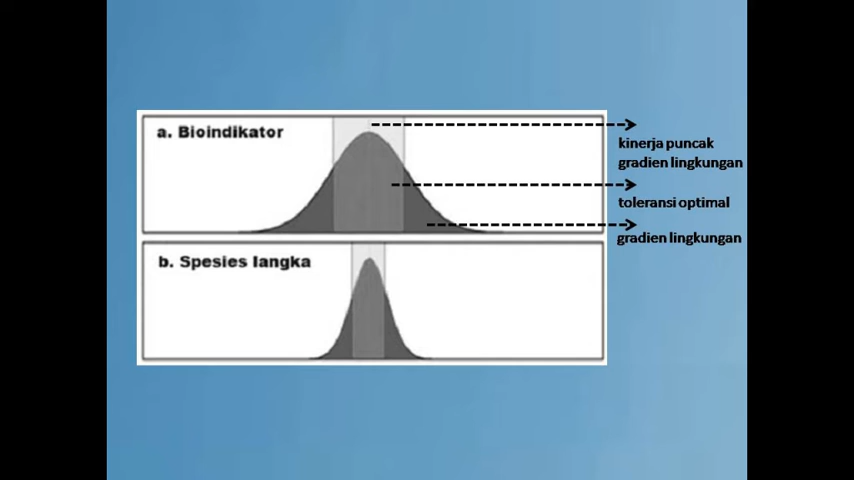 a. Bioindikator
kinerja puncak
gradien lingkungan
toleransi optimal
gradien lingkungan
b. Spesies langka